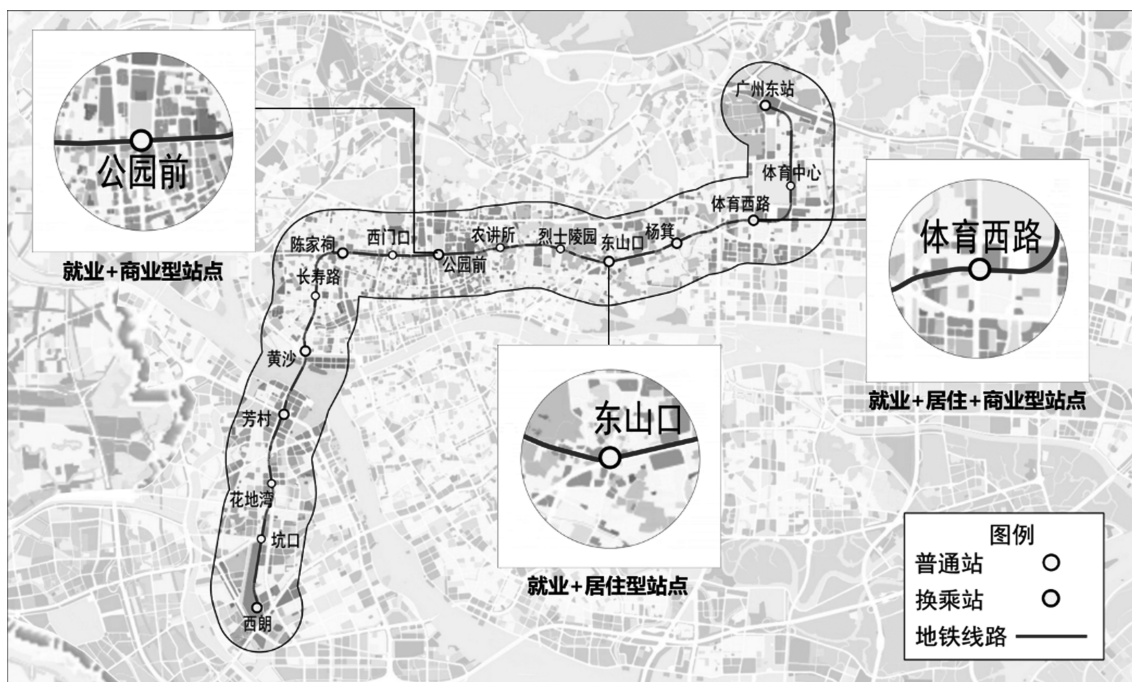 公园前
就业+商业型站点
广州东站
体育中心
体育西路
杨箕
东山口
烈士陵园
农讲所
公园前
西门口
陈家祠
长寿路
黄沙
芳村
花地湾
坑口
西朗
体育西路
就业+居住+商业型站点
东山口
就业+居住型站点
图例
普通站
换乘站
地铁线路